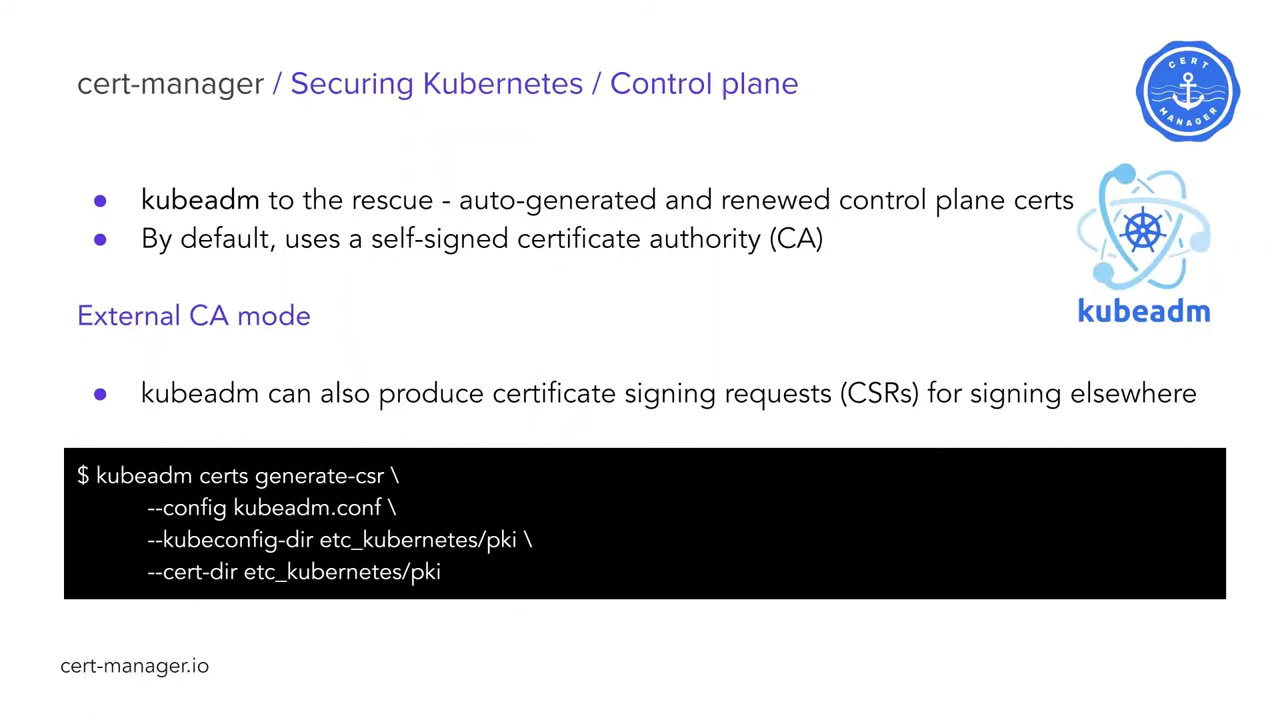 cert-manager / Securing Kubernetes / Control plane
CERT
MANAGER
● kubeadm to the rescue - auto-generated and renewed control plane certs
● By default, uses a self-signed certificate authority (CA)
kubeadm
External CA mode
● kubeadm can also produce certificate signing requests (CSRs) for signing elsewhere
$ kubeadm certs generate-csr \
--config kubeadm.conf \
--kubeconfig-dir etc_kubernetes/pki \
--cert-dir etc_kubernetes/pki
cert-manager.io